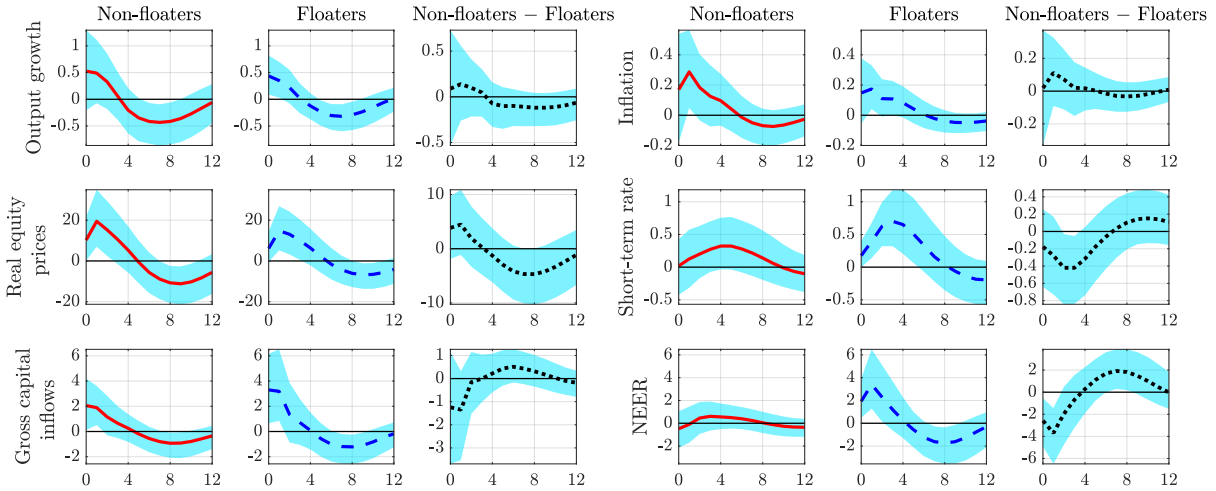 Non-floaters Floaters Non-floaters − Floaters Non-floaters Floaters Non-floaters − Floaters
Output growth
1
0.5
0
-0.5
0 4 8 12
1
0.5
0
-0.5
0 4 8 12
0.5
0
-0.5
0 4 8 12
Inflation
0.4
0.2
0
-0.2
0 4 8 12
0.4
0.2
0
-0.2
0 4 8 12
0.2
0
-0.2
0 4 8 12
Real equity
prices
20
0
-20
0 4 8 12
20
0
-20
0 4 8 12
10
0
-10
0 4 8 12
Short-term rate
1
0.5
0
-0.5
0 4 8 12
1
0.5
0
-0.5
0 4 8 12
0.4
0.2
0
-0.2
-0.4
-0.6
-0.8
0 4 8 12
Gross capital
inflows
6
4
2
0
-2
0 4 8 12
6
4
2
0
-2
0 4 8 12
1
0
-1
-2
-3
0 4 8 12
NEER
6
4
2
0
-2
0 4 8 12
6
4
2
0
-2
0 4 8 12
2
0
-2
-4
-6
0 4 8 12